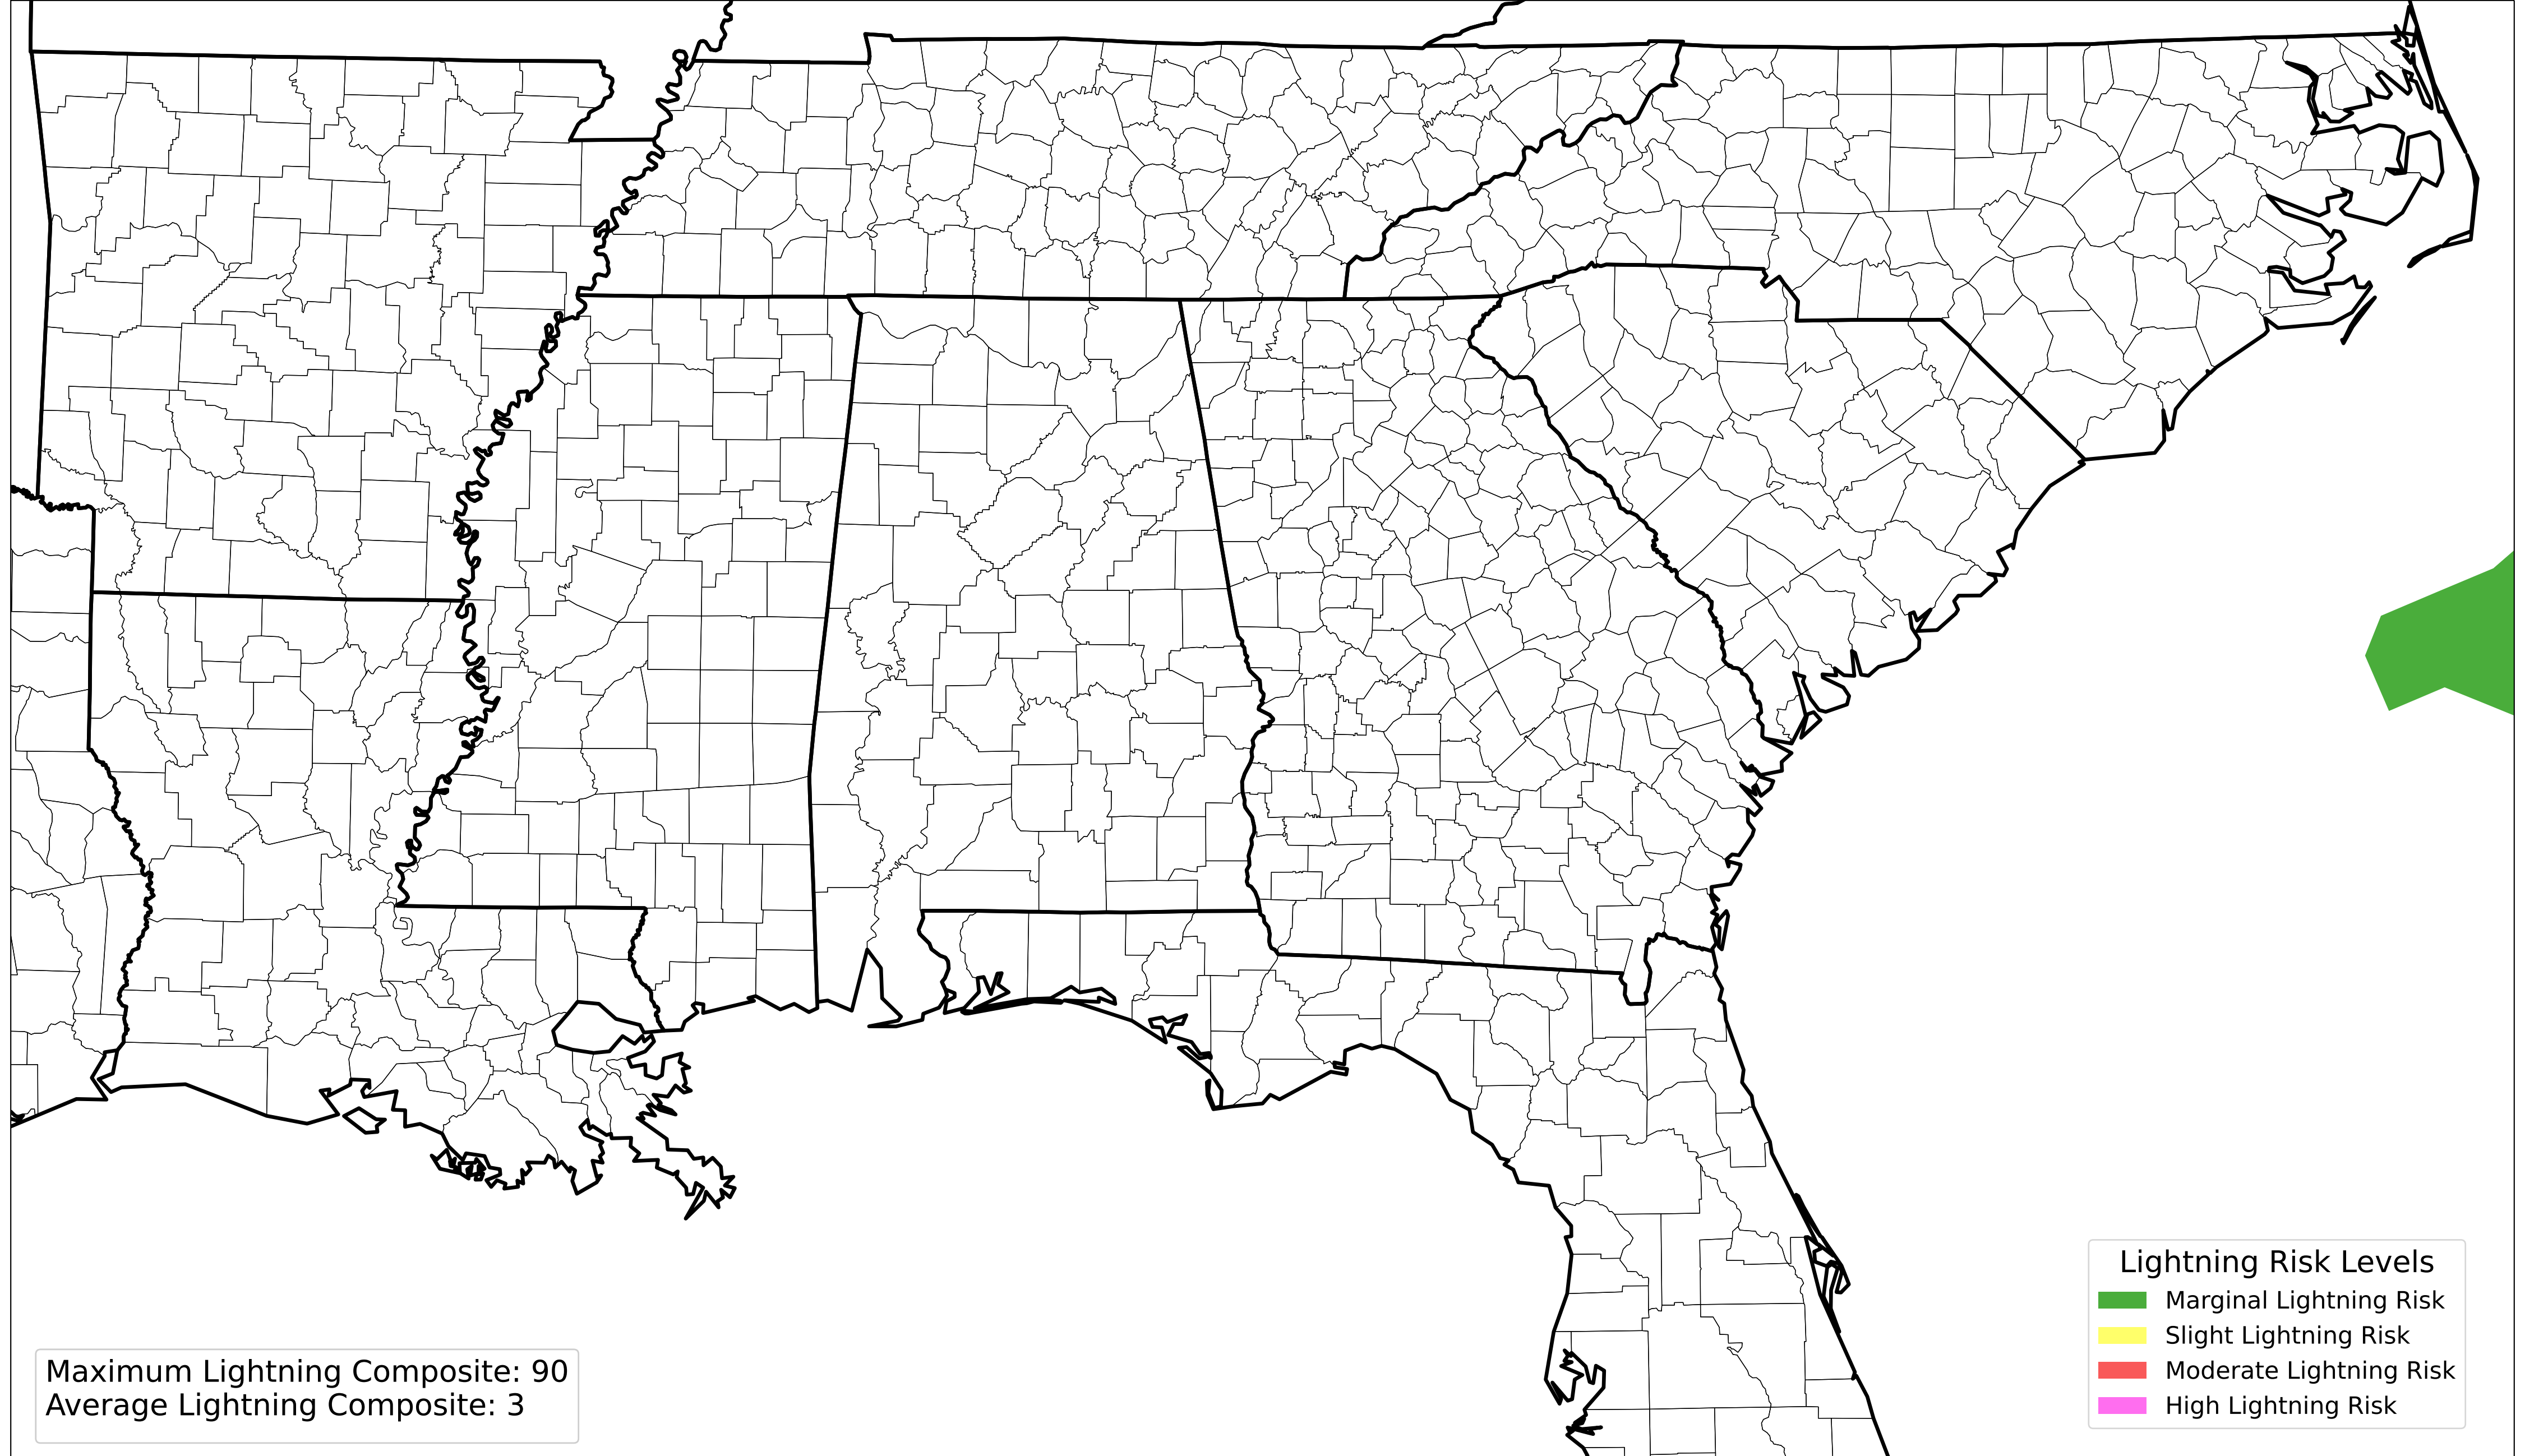 Lightning Risk Levels
Marginal Lightning Risk
Slight Lightning Risk
Moderate Lightning Risk
High Lightning Risk
Maximum Lightning Composite: 90
Average Lightning Composite: 3